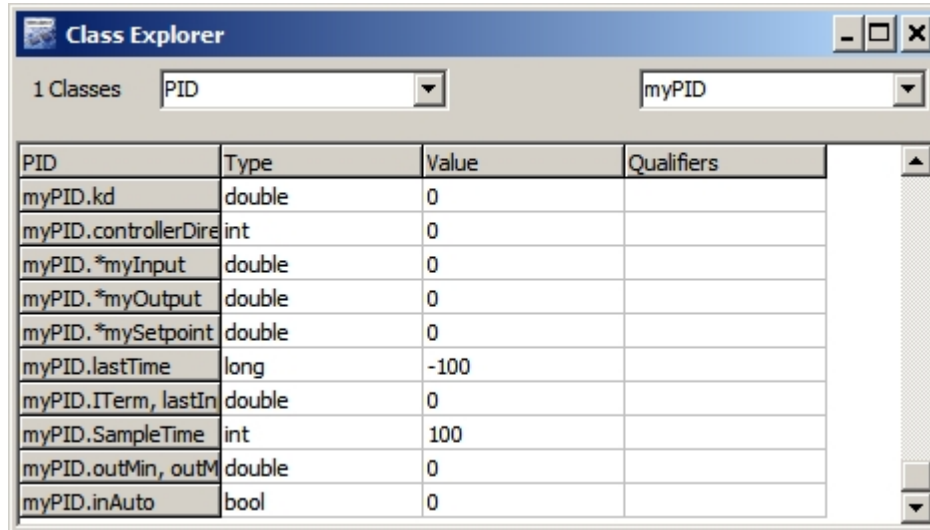 Class Explorer
1 Classes PID myPID
PID Type Value Qualifiers
myPID.kd double 0
myPID.controllerDire int 0
myPID.*myInput double 0
myPID.*myOutput double 0
myPID.*mySetpoint double 0
myPID.lastTime long -100
myPID.ITerm, lastIn double 0
myPID.SampleTime int 100
myPID.outMin, outM double 0
myPID.inAuto bool 0